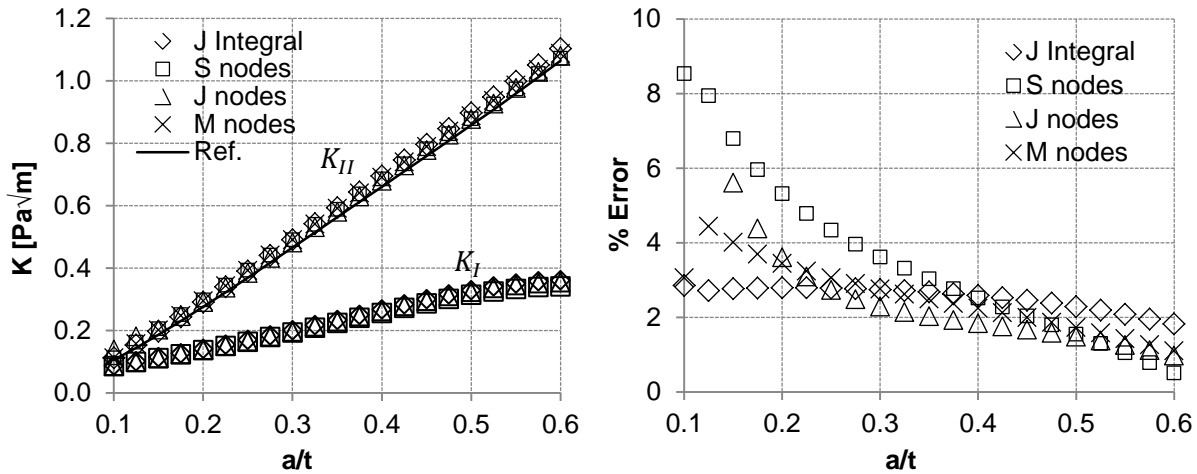 K [Pa√m]
1.2
1.0
0.8
0.6
0.4
0.2
0.0
J Integral
S nodes
J nodes
M nodes
Ref.
K_II
K_I
0.1 0.2 0.3 0.4 0.5 0.6
a/t
% Error
10
8
6
4
2
0
J Integral
S nodes
J nodes
M nodes
0.1 0.2 0.3 0.4 0.5 0.6
a/t